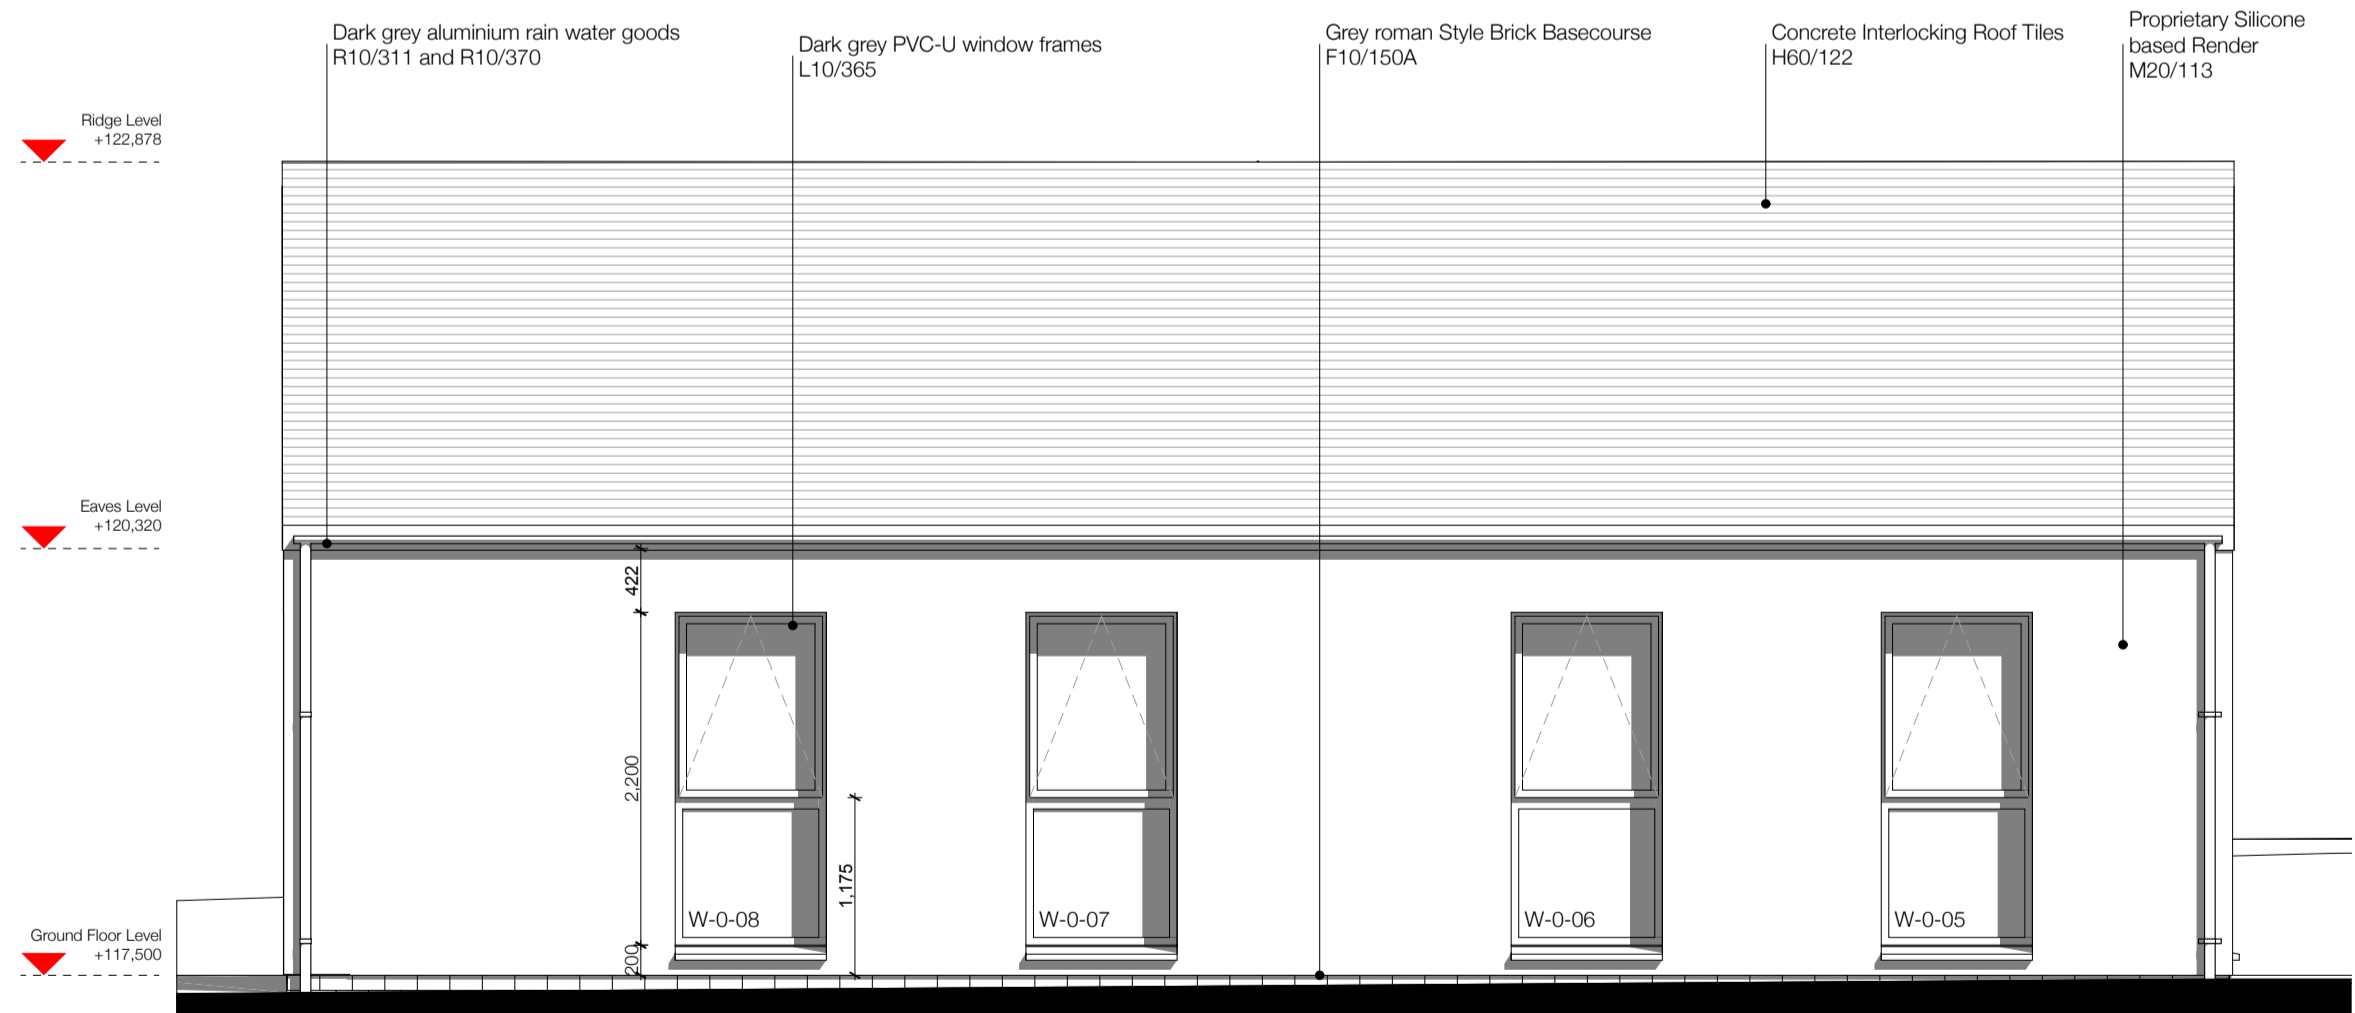 Dark grey aluminium rain water goods
R10/311 and R10/370
Dark grey PVC-U window frames
L10/365
Grey roman Style Brick Basecourse
F10/150A
Concrete Interlocking Roof Tiles
H60/122
Proprietary Silicone
based Render
M20/113
Ridge Level
+122,878
Eaves Level
+120,320
422
2,200
1,175
200
W-0-08
W-0-07
W-0-06
W-0-05
Ground Floor Level
+117,500